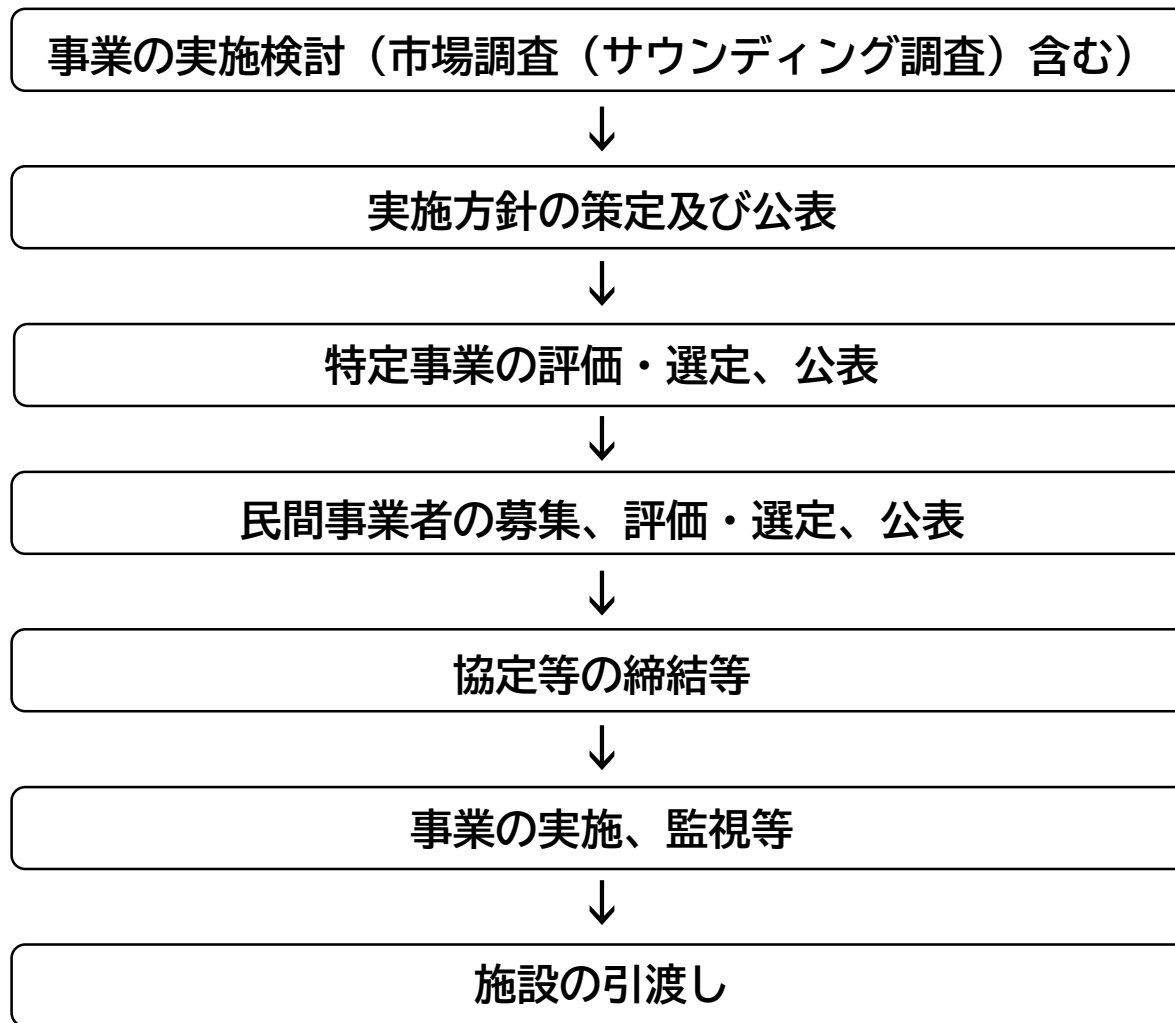 事業の実施検討（市場調査（サウンディング調査）含む）
↓
実施方針の策定及び公表
↓
特定事業の評価・選定、公表
↓
民間事業者の募集、評価・選定、公表
↓
協定等の締結等
↓
事業の実施、監視等
↓
施設の引渡し